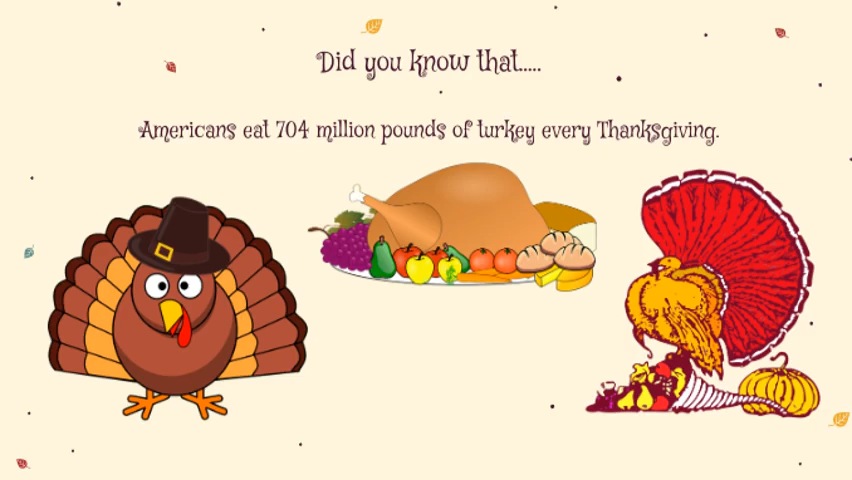 Did you know that.....
Americans eat 704 million pounds of turkey every Thanksgiving.